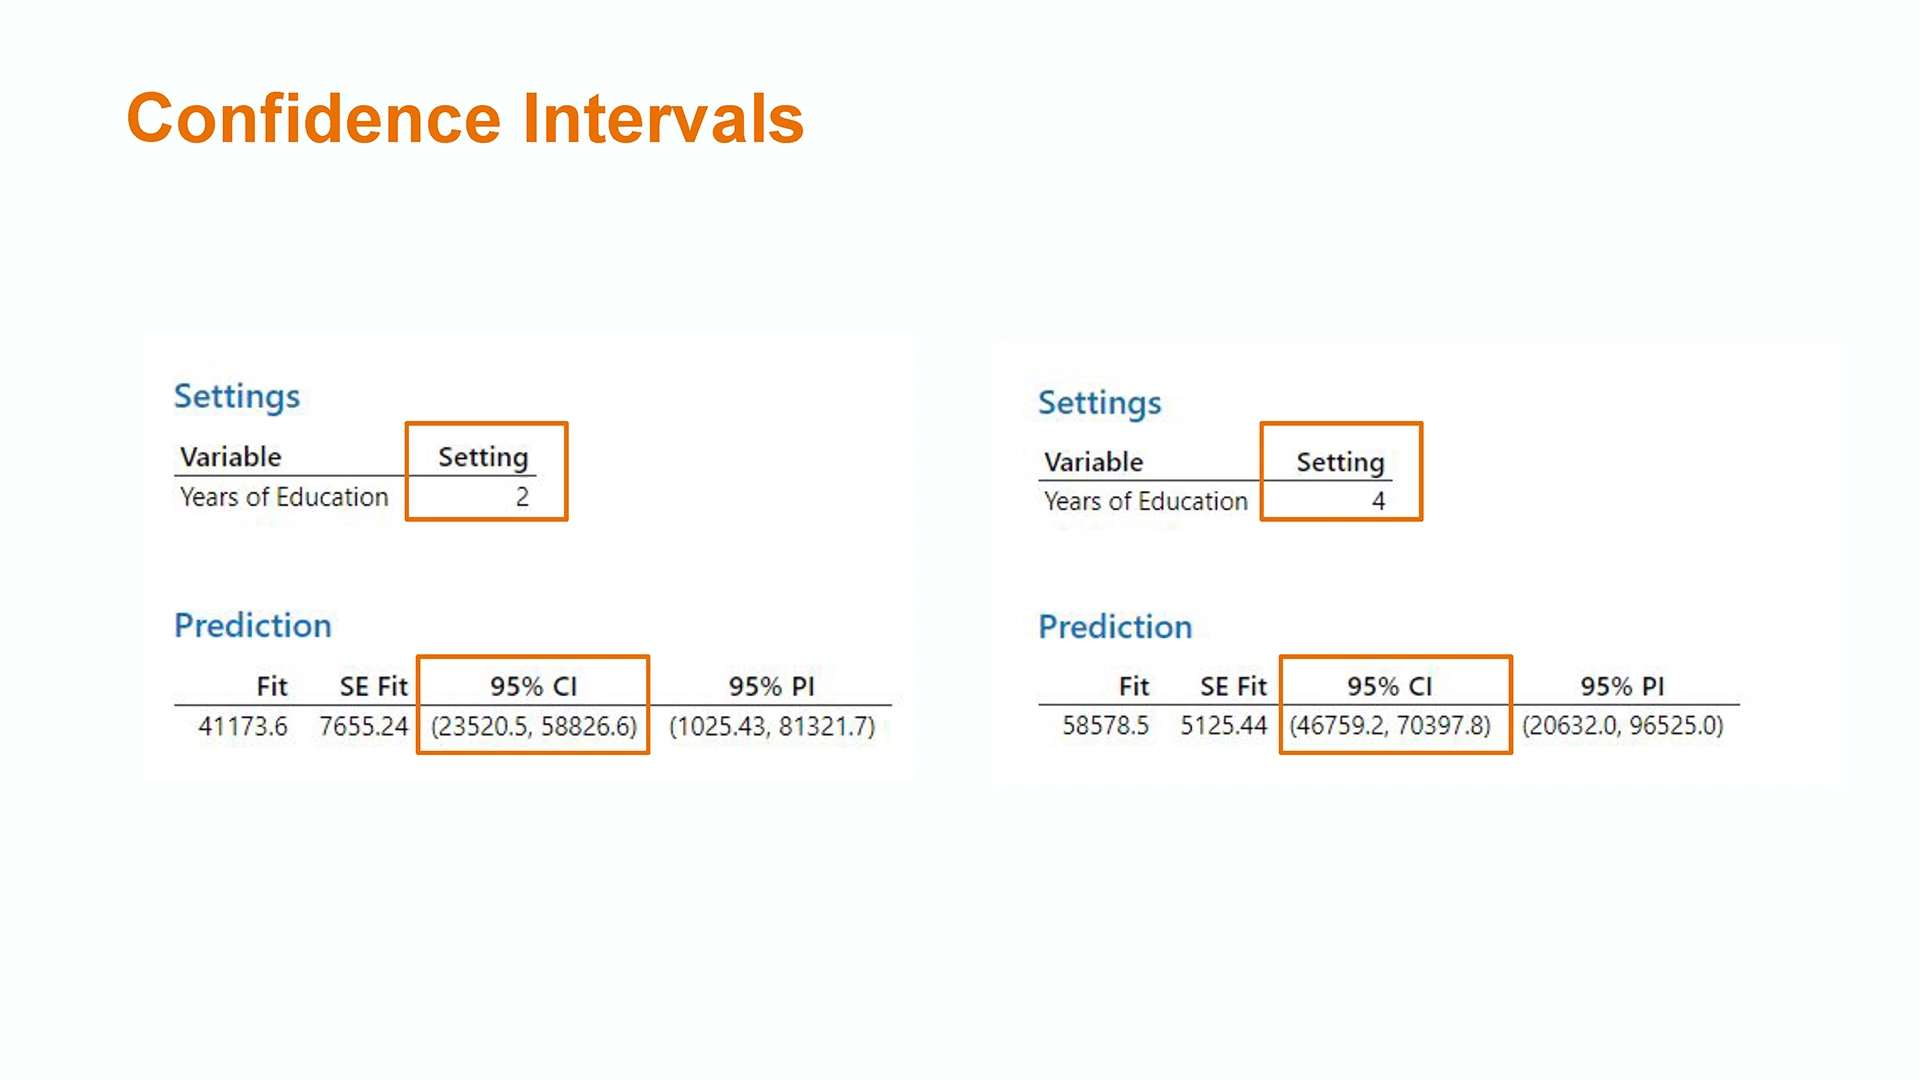 Confidence Intervals
Settings
Variable Setting
Years of Education 2
Prediction
Fit SE Fit 95% CI 95% PI
41173.6 7655.24 (23520.5, 58826.6) (1025.43, 81321.7)
Settings
Variable Setting
Years of Education 4
Prediction
Fit SE Fit 95% CI 95% PI
58578.5 5125.44 (46759.2, 70397.8) (20632.0, 96525.0)